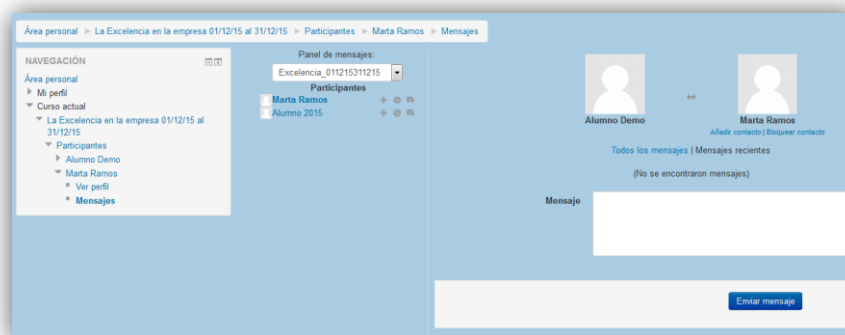 Área personal ▶ La Excelencia en la empresa 01/12/15 al 31/12/15 ▶ Participantes ▶ Marta Ramos ▶ Mensajes
NAVEGACIÓN
Área personal
Mi perfil
Curso actual
La Excelencia en la empresa 01/12/15 al
31/12/15
Participantes
Alumno Demo
Marta Ramos
Ver perfil
Mensajes
Panel de mensajes:
Excelencia_011215311215
Participantes
Marta Ramos
Alumno 2015
Alumno Demo
Marta Ramos
Añadir contacto | Bloquear contacto
Todos los mensajes | Mensajes recientes
(No se encontraron mensajes)
Mensaje
Enviar mensaje